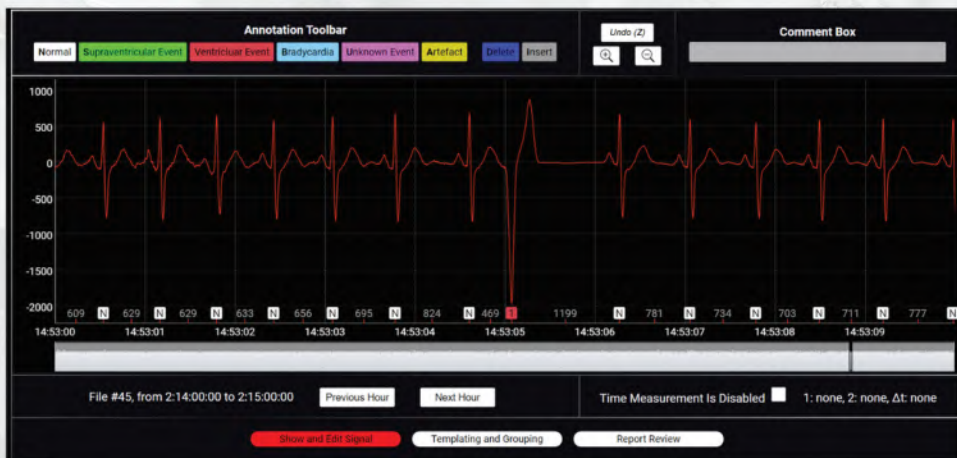 Annotation Toolbar
Undo (Z)
Comment Box
Normal Supraventricular Event Ventricluar Event Bradycardia Unknown Event Artefact Delete Insert
1000
500
0
-500
-1000
-1500
-2000
609 N 629 N 629 N 633 N 656 N 695 N 824 N 469 1 1199 N 781 N 734 N 703 N 711 N 777 N
14:53:00 14:53:01 14:53:02 14:53:03 14:53:04 14:53:05 14:53:06 14:53:07 14:53:08 14:53:09
File #45, from 2:14:00:00 to 2:15:00:00 Previous Hour Next Hour Time Measurement Is Disabled 1: none, 2: none, Δt: none
Show and Edit Signal Templating and Grouping Report Review